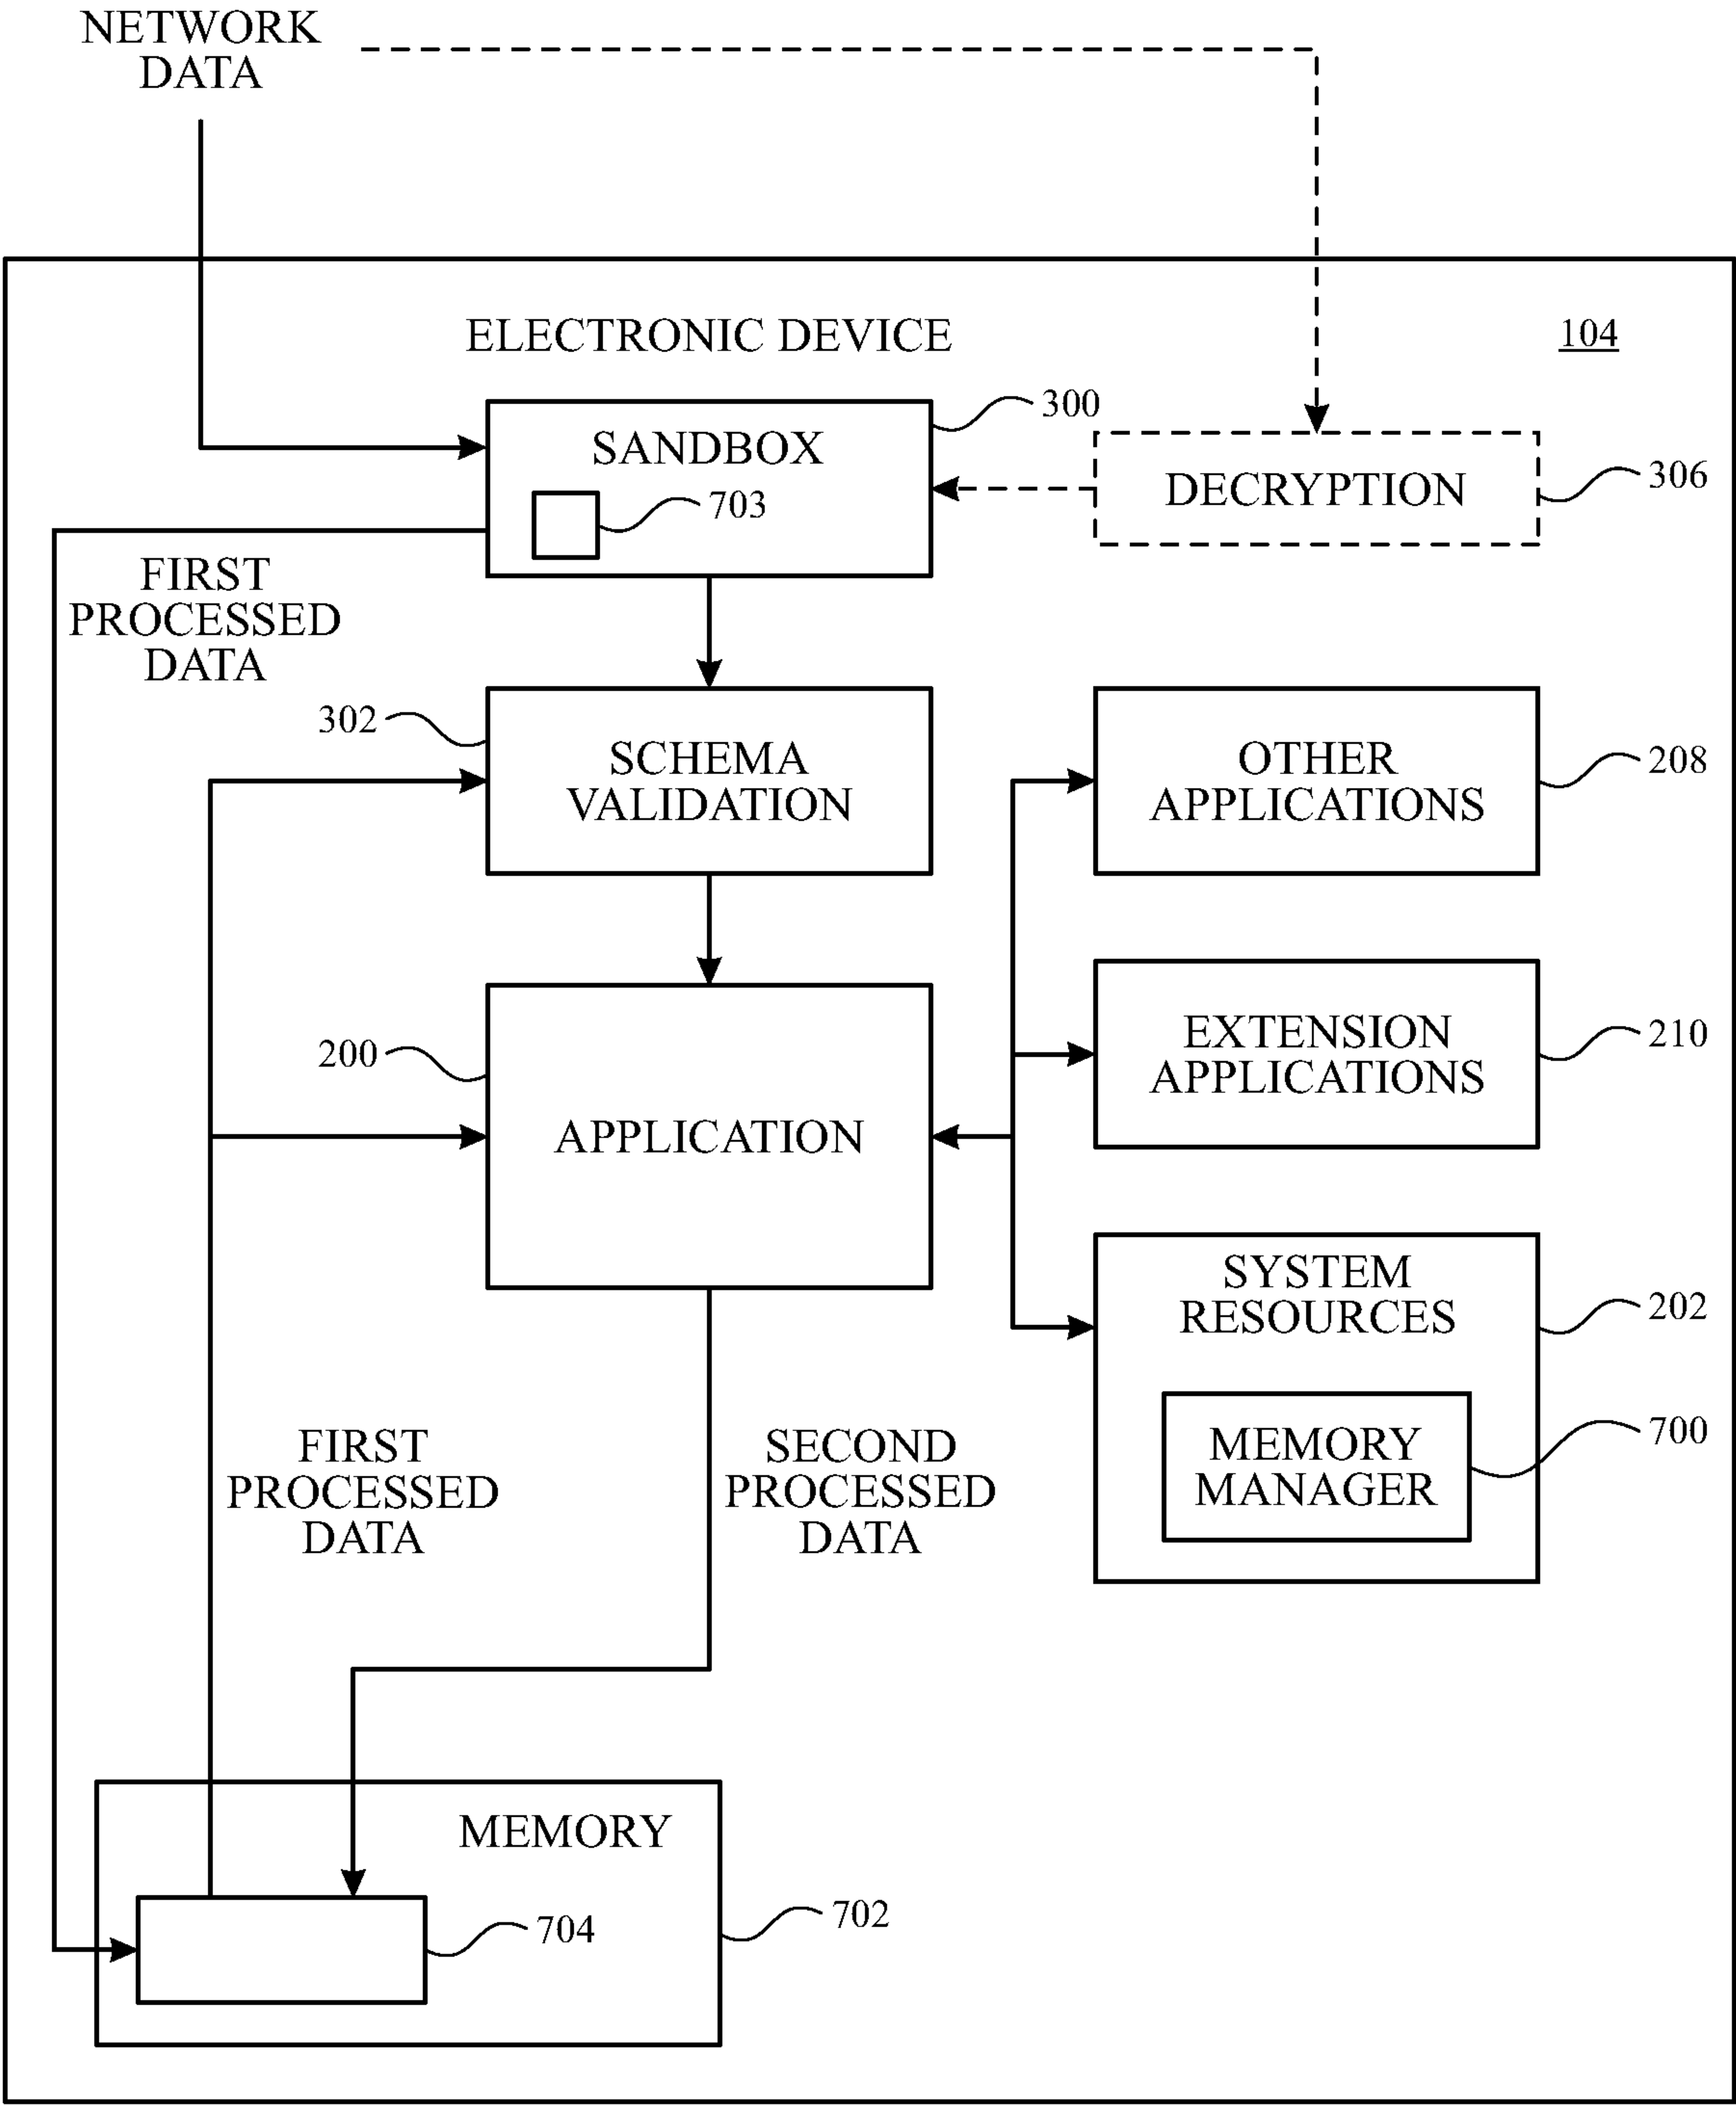 NETWORK
DATA
ELECTRONIC DEVICE
104
SANDBOX
300
703
DECRYPTION
306
FIRST
PROCESSED
DATA
302
SCHEMA
VALIDATION
OTHER
APPLICATIONS
208
200
APPLICATION
EXTENSION
APPLICATIONS
210
SYSTEM
RESOURCES
202
MEMORY
MANAGER
700
FIRST
PROCESSED
DATA
SECOND
PROCESSED
DATA
MEMORY
702
704